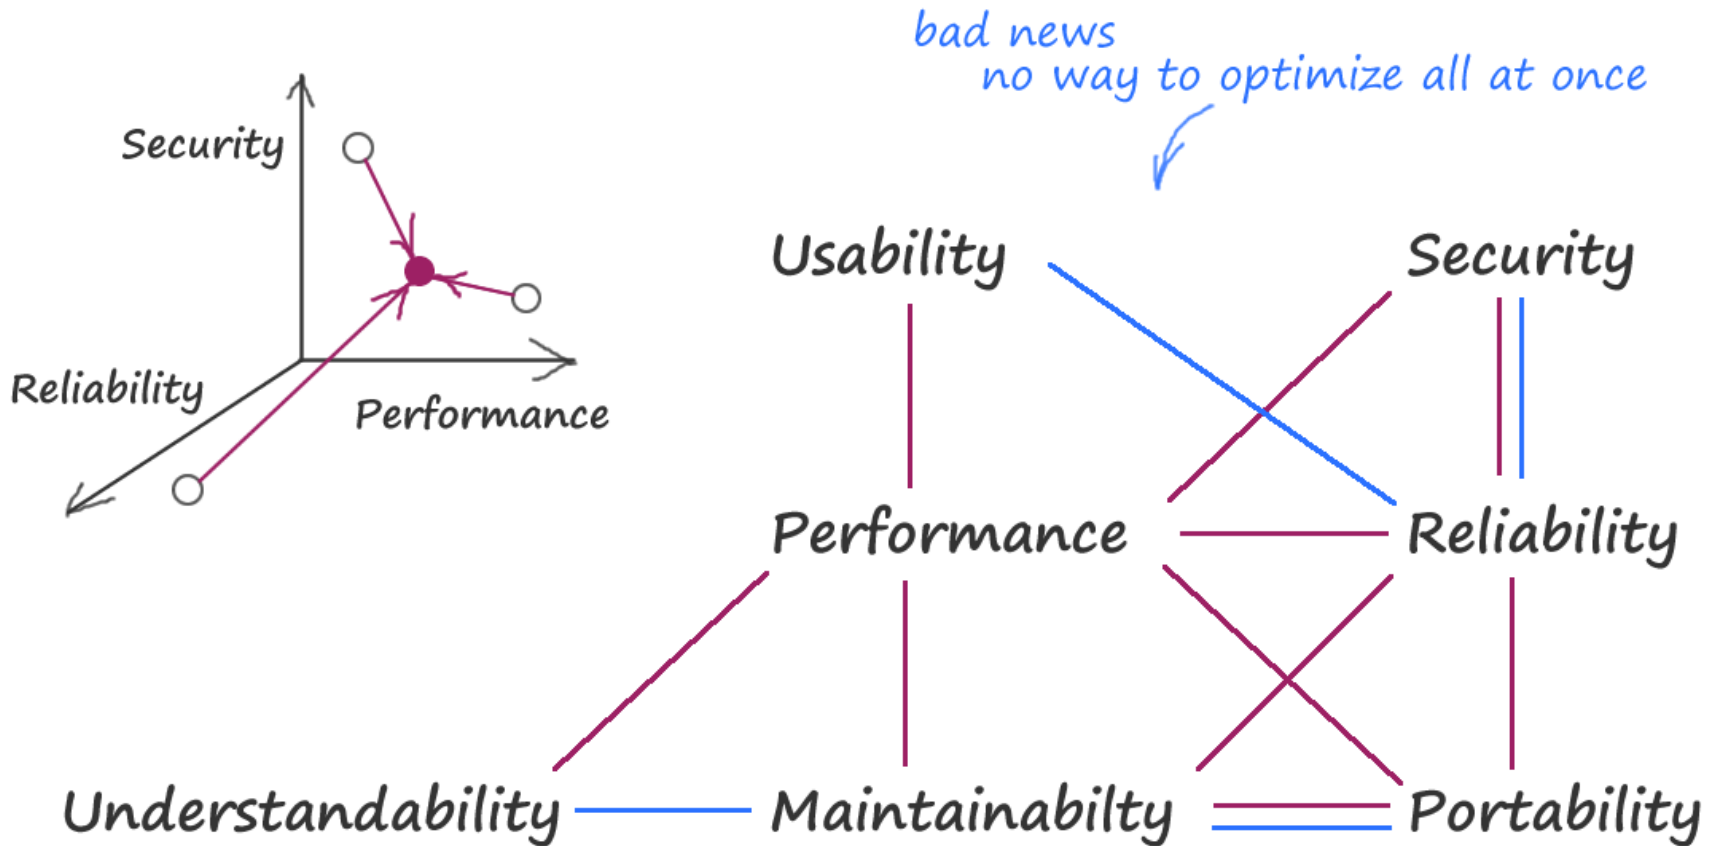 bad news
no way to optimize all at once
Security
Reliability
Performance
Usability
Security
Performance
Reliability
Understandability
Maintainabilty
Portability